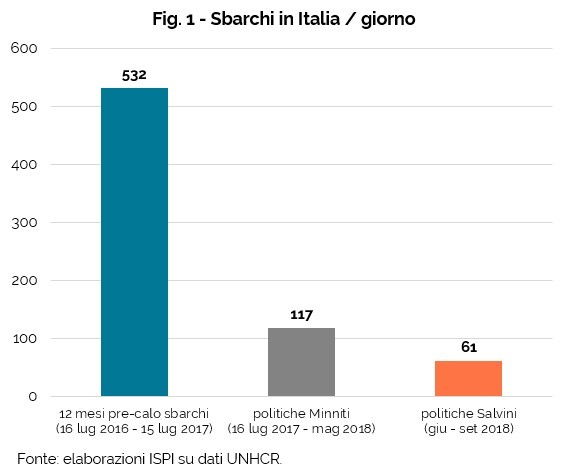 Fig. 1 - Sbarchi in Italia / giorno
600
500
400
300
200
100
0
532
117
61
12 mesi pre-calo sbarchi
(16 lug 2016 - 15 lug 2017)
politiche Minniti
(16 lug 2017 - mag 2018)
politiche Salvini
(giu - set 2018)
Fonte: elaborazioni ISPI su dati UNHCR.